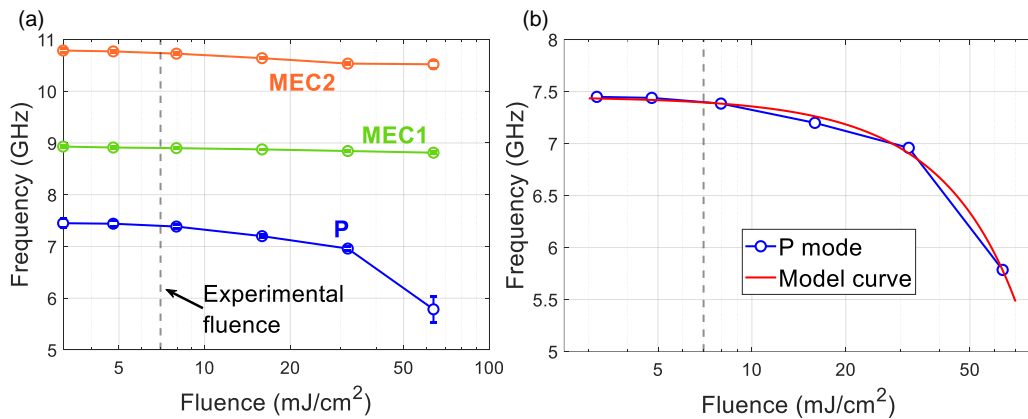 (a)
11
10
9
8
7
6
5
Frequency (GHz)
MEC2
MEC1
P
Experimental
fluence
5
10
20
30
50
100
Fluence (mJ/cm²)
(b)
8
7.5
7
6.5
6
5.5
5
Frequency (GHz)
P mode
Model curve
5
10
20
50
Fluence (mJ/cm²)